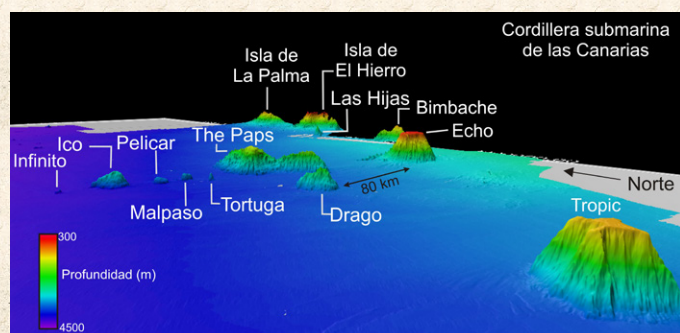 Cordillera submarina
de las Canarias
Isla de
La Palma
Isla de
El Hierro
Las Hijas
Bimbache
Echo
Ico
Pelicar
The Paps
Infinito
Malpaso
Tortuga
Drago
80 km
Norte
Tropic
300
Profundidad (m)
4500